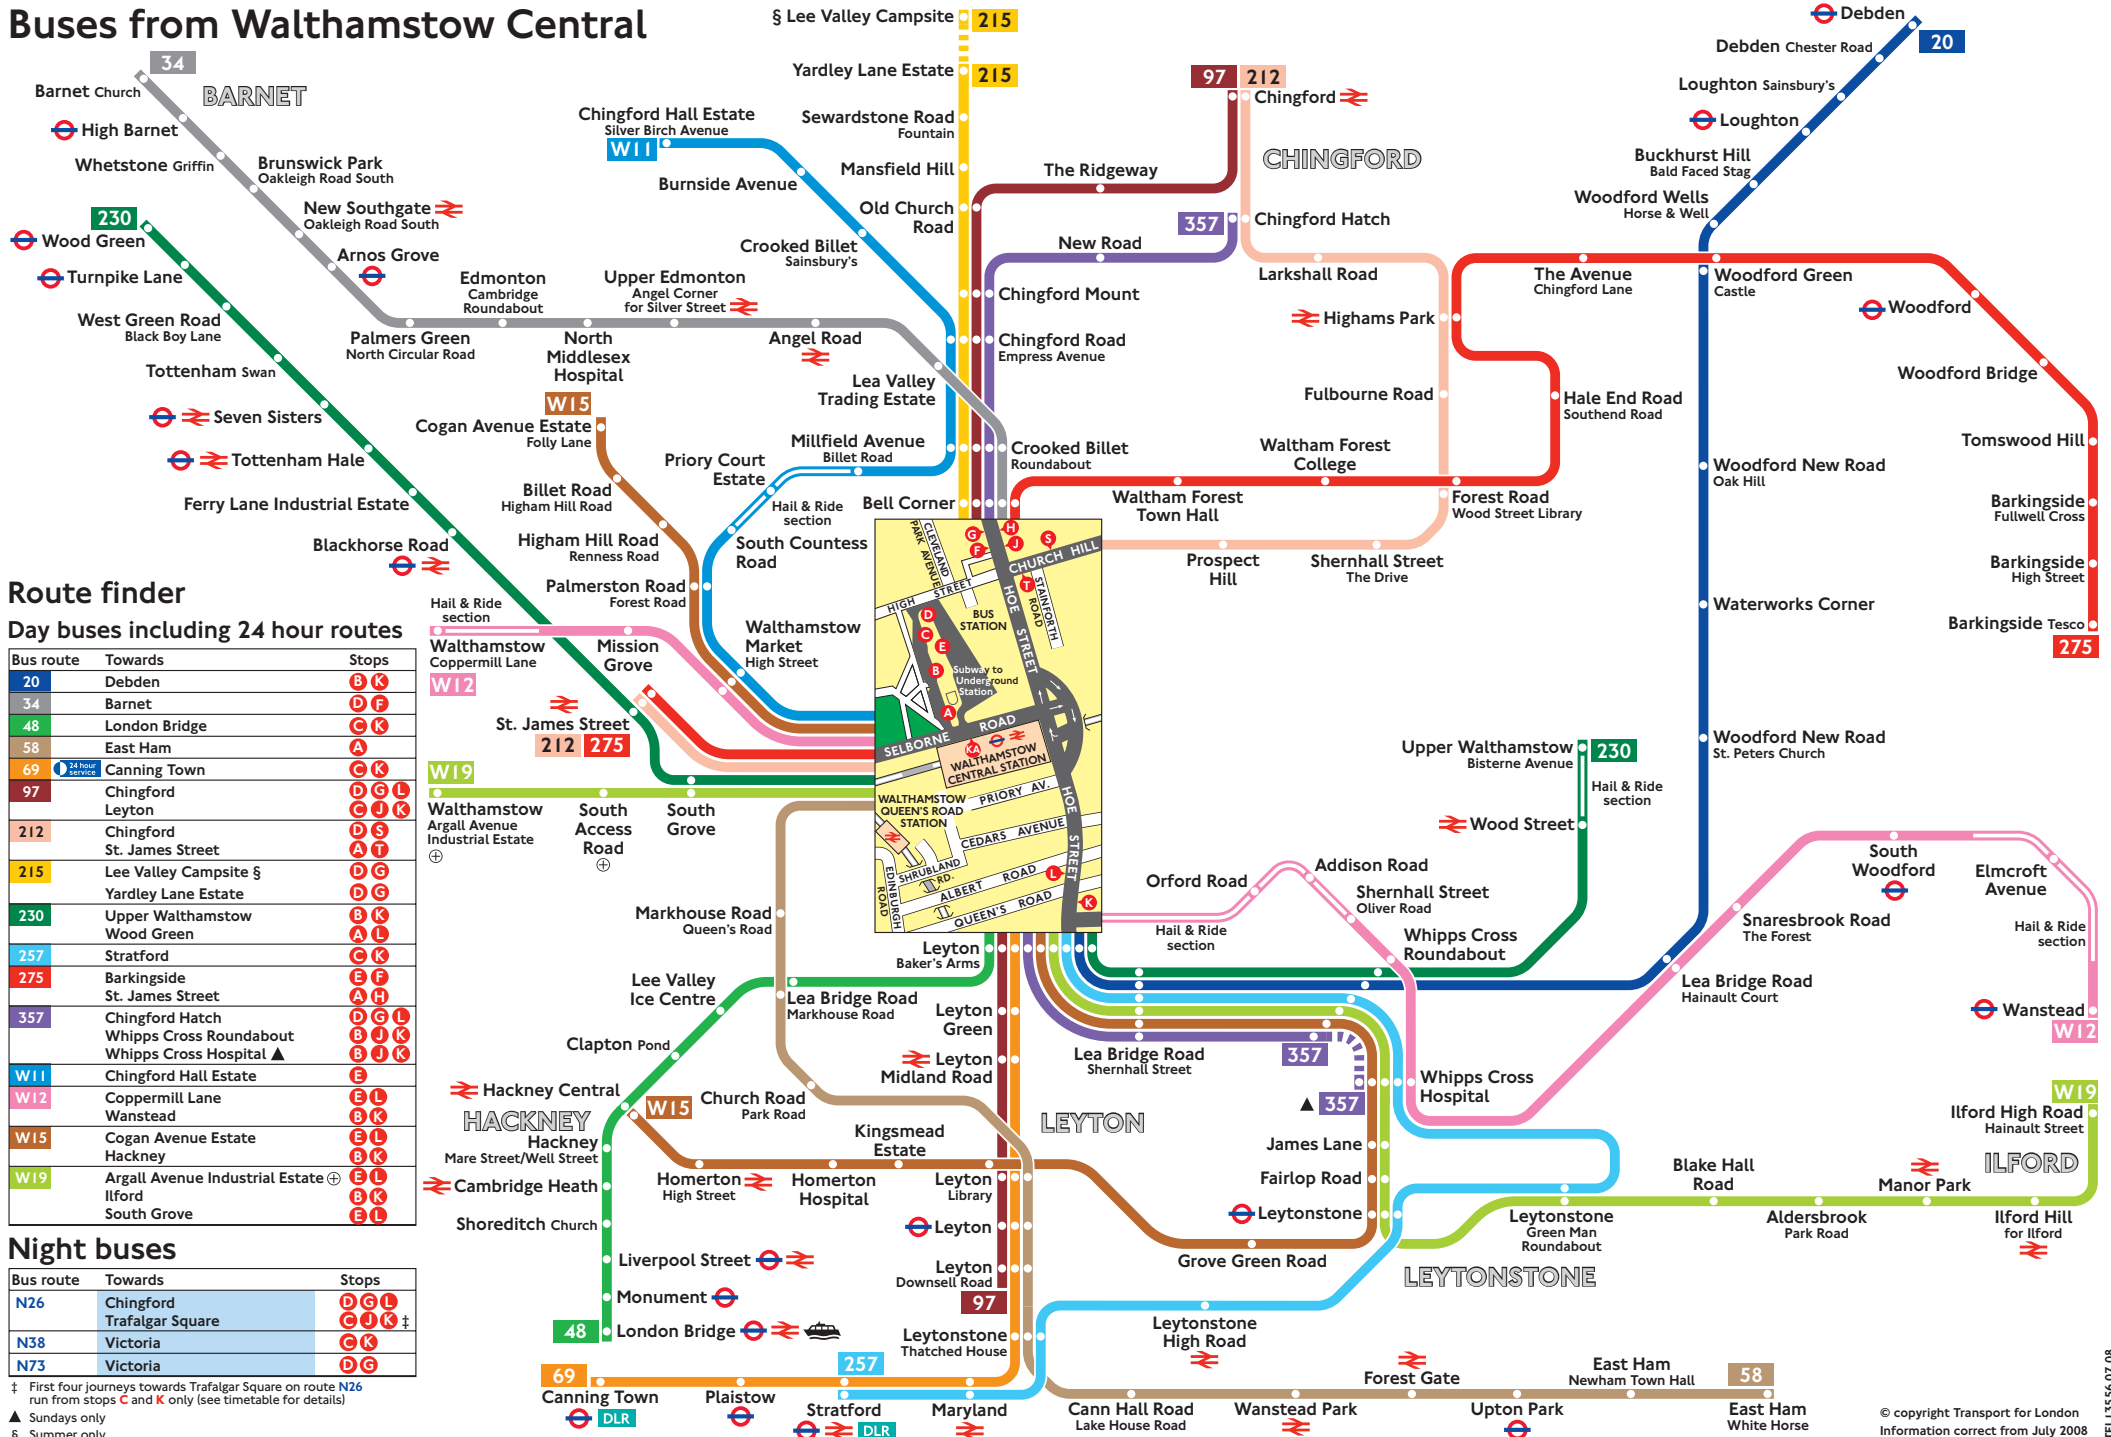 Buses from Walthamstow Central
§ Lee Valley Campsite
215
Yardley Lane Estate
215
Sewardstone Road
Fountain
Mansfield Hill
Old Church
Road
34
Barnet Church
BARNET
High Barnet
Whetstone Griffin
Brunswick Park
Oakleigh Road South
New Southgate
Oakleigh Road South
Arnos Grove
Palmers Green
North Circular Road
Edmonton
Cambridge
Roundabout
North
Middlesex
Hospital
Upper Edmonton
Angel Corner
for Silver Street
Angel Road
Lea Valley
Trading Estate
230
Wood Green
Turnpike Lane
West Green Road
Black Boy Lane
Tottenham Swan
Seven Sisters
Tottenham Hale
Ferry Lane Industrial Estate
Blackhorse Road
Chingford Hall Estate
Silver Birch Avenue
W11
Burnside Avenue
Crooked Billet
Sainsbury's
Millfield Avenue
Billet Road
Priory Court
Estate
Hail & Ride
section
South Countess
Road
W15
Cogan Avenue Estate
Folly Lane
Billet Road
Higham Hill Road
Higham Hill Road
Renness Road
Palmerston Road
Forest Road
Walthamstow
Market
High Street
97
212
Chingford
CHINGFORD
The Ridgeway
357
Chingford Hatch
New Road
Larkshall Road
Chingford Mount
Chingford Road
Empress Avenue
Crooked Billet
Roundabout
Bell Corner
Highams Park
Fulbourne Road
Waltham Forest
College
Waltham Forest
Town Hall
Forest Road
Wood Street Library
Prospect
Hill
Shernhall Street
The Drive
Hale End Road
Southend Road
The Avenue
Chingford Lane
Debden
20
Debden Chester Road
Loughton Sainsbury's
Loughton
Buckhurst Hill
Bald Faced Stag
Woodford Wells
Horse & Well
Woodford Green
Castle
Woodford
Woodford Bridge
Tomswood Hill
Barkingside
Fullwell Cross
Barkingside
High Street
Barkingside Tesco
275
Woodford New Road
Oak Hill
Waterworks Corner
Woodford New Road
St. Peters Church
Hail & Ride
section
Walthamstow
Coppermill Lane
W12
Mission
Grove
St. James Street
212
275
W19
Walthamstow
Argall Avenue
Industrial Estate
⊕
South
Access
Road
⊕
South
Grove
CLEVELAND
PARK AVENUE
HIGH STREET
BUS
STATION
CHURCH HILL
STAINFORTH
ROAD
HOE STREET
Subway to
Underground
Station
SELBORNE ROAD
WALTHAMSTOW
CENTRAL STATION
WALTHAMSTOW
QUEEN'S ROAD
STATION
PRIORY AV.
CEDARS AVENUE
SHRUBLAND RD.
EDINBURGH
ROAD
ALBERT ROAD
QUEEN'S ROAD
HOE STREET
G
F
H
J
S
T
D
C
E
B
A
KA
L
K
Upper Walthamstow
Bisterne Avenue
230
Hail & Ride
section
Wood Street
Orford Road
Addison Road
Shernhall Street
Oliver Road
Hail & Ride
section
Whipps Cross
Roundabout
Lea Bridge Road
Hainault Court
Snaresbrook Road
The Forest
South
Woodford
Elmcroft
Avenue
Hail & Ride
section
Wanstead
W12
Markhouse Road
Queen's Road
Lee Valley
Ice Centre
Lea Bridge Road
Markhouse Road
Clapton Pond
Hackney Central
HACKNEY
W15
Hackney
Mare Street/Well Street
Cambridge Heath
Shoreditch Church
Liverpool Street
Monument
48
London Bridge
Church Road
Park Road
Kingsmead
Estate
Homerton
High Street
Homerton
Hospital
Leyton
Baker's Arms
Leyton
Green
Leyton
Midland Road
LEYTON
Leyton
Library
Leyton
Leyton
Downsell Road
97
Leytonstone
Thatched House
Lea Bridge Road
Shernhall Street
357
▲ 357
Whipps Cross
Hospital
James Lane
Fairlop Road
Leytonstone
Grove Green Road
LEYTONSTONE
Leytonstone
Green Man
Roundabout
Blake Hall
Road
Aldersbrook
Park Road
Manor Park
ILFORD
Ilford Hill
for Ilford
W19
Ilford High Road
Hainault Street
Leytonstone
High Road
69
Canning Town
DLR
Plaistow
257
Stratford
DLR
Maryland
Cann Hall Road
Lake House Road
Wanstead Park
Forest Gate
Upton Park
East Ham
Newham Town Hall
58
East Ham
White Horse
Route finder
Day buses including 24 hour routes
Bus route Towards Stops
20 Debden B K
34 Barnet D F
48 London Bridge C K
58 East Ham A
69 24 hour service Canning Town C K
97 Chingford D G L
Leyton C J K
212 Chingford D S
St. James Street A T
215 Lee Valley Campsite § D G
Yardley Lane Estate D G
230 Upper Walthamstow B K
Wood Green A L
257 Stratford C K
275 Barkingside E F
St. James Street A H
357 Chingford Hatch D G L
Whipps Cross Roundabout B J K
Whipps Cross Hospital ▲ B J K
W11 Chingford Hall Estate E
W12 Coppermill Lane E L
Wanstead B K
W15 Cogan Avenue Estate E L
Hackney B K
W19 Argall Avenue Industrial Estate ⊕ E L
Ilford B K
South Grove E L
Night buses
Bus route Towards Stops
N26 Chingford D G L
Trafalgar Square C J K ‡
N38 Victoria C K
N73 Victoria D G
‡ First four journeys towards Trafalgar Square on route N26
run from stops C and K only (see timetable for details)
▲ Sundays only
§ Summer only
© copyright Transport for London
Information correct from July 2008